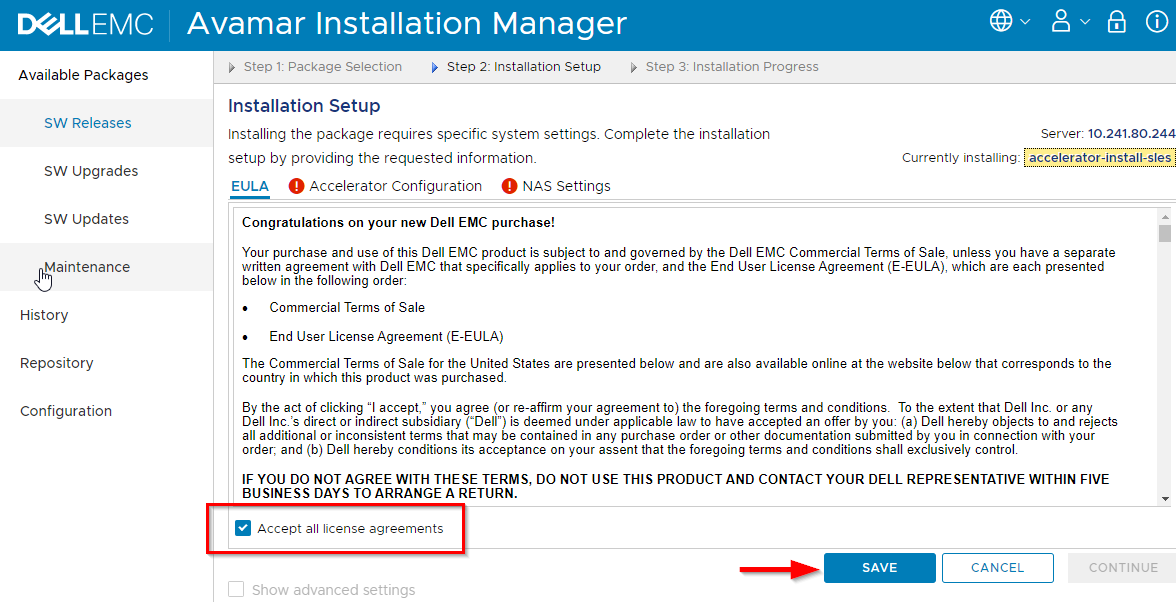 DELLEMC Avamar Installation Manager
Available Packages
SW Releases
SW Upgrades
SW Updates
Maintenance
History
Repository
Configuration
Step 1: Package Selection Step 2: Installation Setup Step 3: Installation Progress
Installation Setup
Installing the package requires specific system settings. Complete the installation
setup by providing the requested information.
Server: 10.241.80.244
Currently installing: accelerator-install-sles
EULA ! Accelerator Configuration ! NAS Settings
Congratulations on your new Dell EMC purchase!
Your purchase and use of this Dell EMC product is subject to and governed by the Dell EMC Commercial Terms of Sale, unless you have a separate
written agreement with Dell EMC that specifically applies to your order, and the End User License Agreement (E-EULA), which are each presented
below in the following order:
• Commercial Terms of Sale
• End User License Agreement (E-EULA)
The Commercial Terms of Sale for the United States are presented below and are also available online at the website below that corresponds to the
country in which this product was purchased.
By the act of clicking “I accept,” you agree (or re-affirm your agreement to) the foregoing terms and conditions. To the extent that Dell Inc. or any
Dell Inc.’s direct or indirect subsidiary (“Dell”) is deemed under applicable law to have accepted an offer by you: (a) Dell hereby objects to and rejects
all additional or inconsistent terms that may be contained in any purchase order or other documentation submitted by you in connection with your
order; and (b) Dell hereby conditions its acceptance on your assent that the foregoing terms and conditions shall exclusively control.
IF YOU DO NOT AGREE WITH THESE TERMS, DO NOT USE THIS PRODUCT AND CONTACT YOUR DELL REPRESENTATIVE WITHIN FIVE
BUSINESS DAYS TO ARRANGE A RETURN.
Accept all license agreements
SAVE CANCEL CONTINUE
Show advanced settings